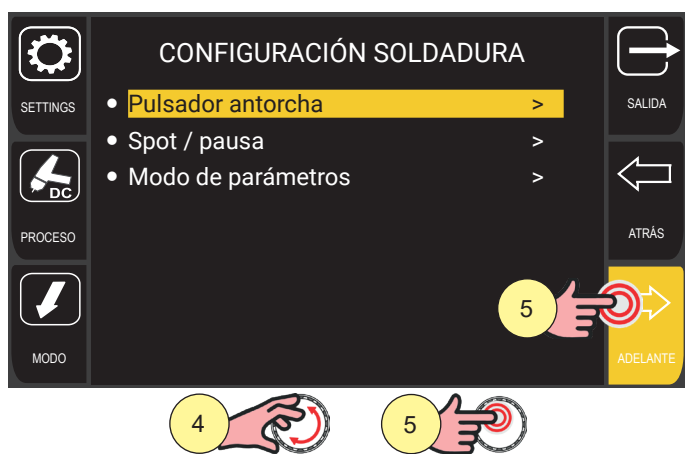 CONFIGURACIÓN SOLDADURA
SETTINGS
Pulsador antorcha >
SALIDA
Spot / pausa >
Modo de parámetros >
DC
PROCESO
ATRÁS
5
MODO
ADELANTE
4
5